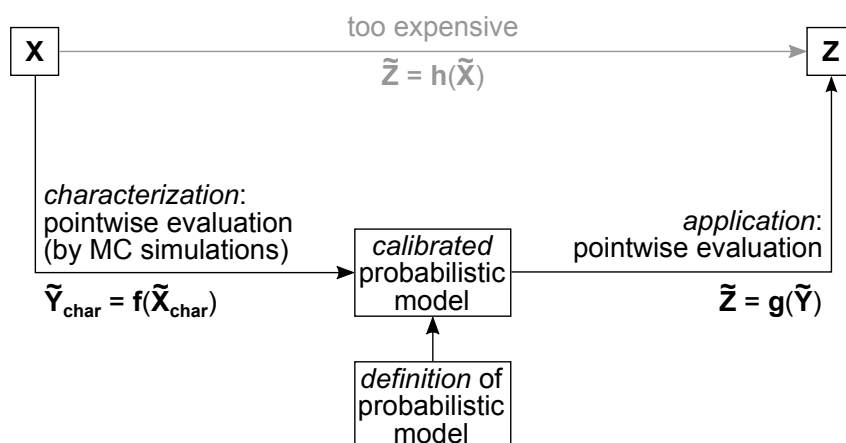 too expensive
X
Z
Z̃ = h(X̃)
characterization:
pointwise evaluation
(by MC simulations)
Ỹchar = f(X̃char)
calibrated
probabilistic
model
application:
pointwise evaluation
Z̃ = g(Ỹ)
definition of
probabilistic
model